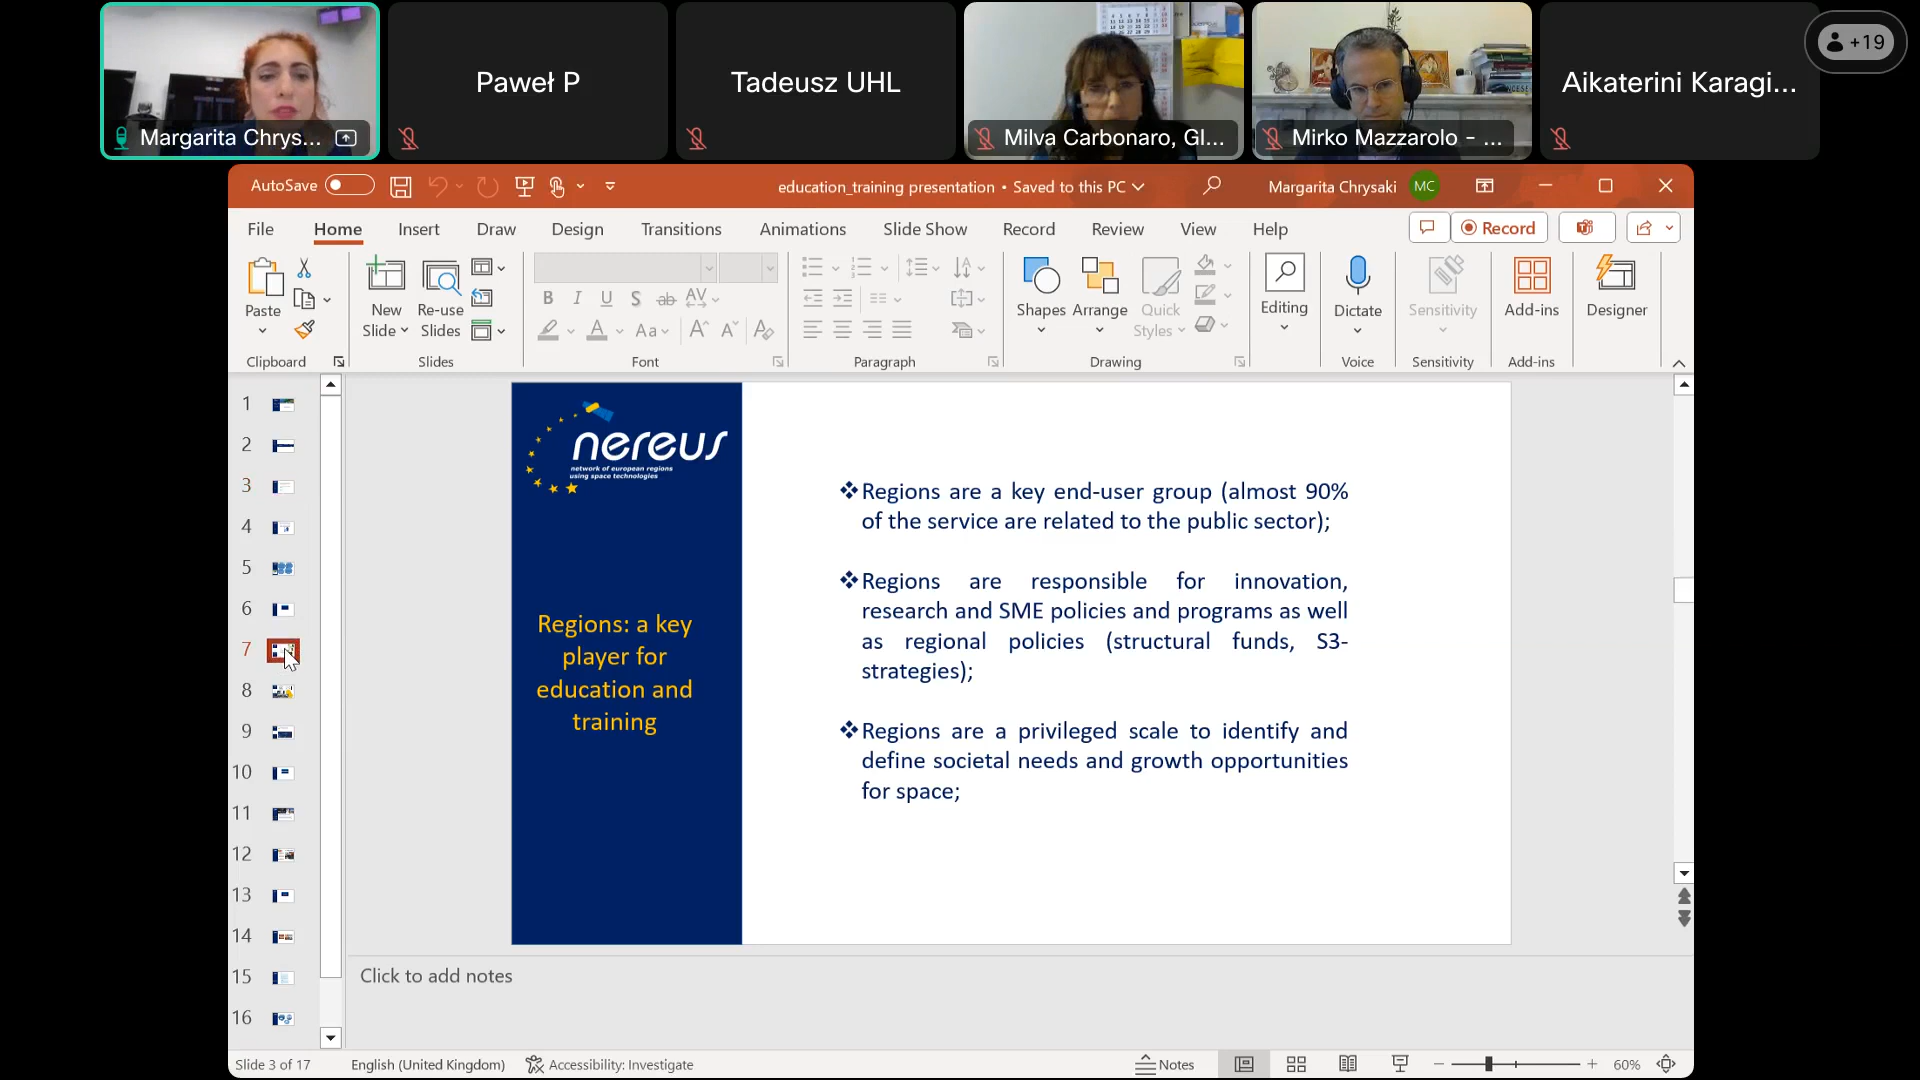 Margarita Chrys...
Paweł P
Tadeusz UHL
Milva Carbonaro, GI...
Mirko Mazzarolo - ...
Aikaterini Karagi...
+19
AutoSave
education_training presentation • Saved to this PC
Margarita Chrysaki
MC
File
Home
Insert
Draw
Design
Transitions
Animations
Slide Show
Record
Review
View
Help
Record
Paste
New
Slide
Re-use
Slides
B
I
U
S
ab
AV
A
Aa
A
A
A
Shapes
Arrange
Quick
Styles
Editing
Dictate
Sensitivity
Add-ins
Designer
Clipboard
Slides
Font
Paragraph
Drawing
Voice
Sensitivity
Add-ins
1
2
3
4
5
6
7
8
9
10
11
12
13
14
15
16
nereus
network of european regions
using space technologies
Regions: a key
player for
education and
training
❖Regions are a key end-user group (almost 90%
of the service are related to the public sector);
❖Regions are responsible for innovation,
research and SME policies and programs as well
as regional policies (structural funds, S3-
strategies);
❖Regions are a privileged scale to identify and
define societal needs and growth opportunities
for space;
Click to add notes
Slide 3 of 17
English (United Kingdom)
Accessibility: Investigate
Notes
60%